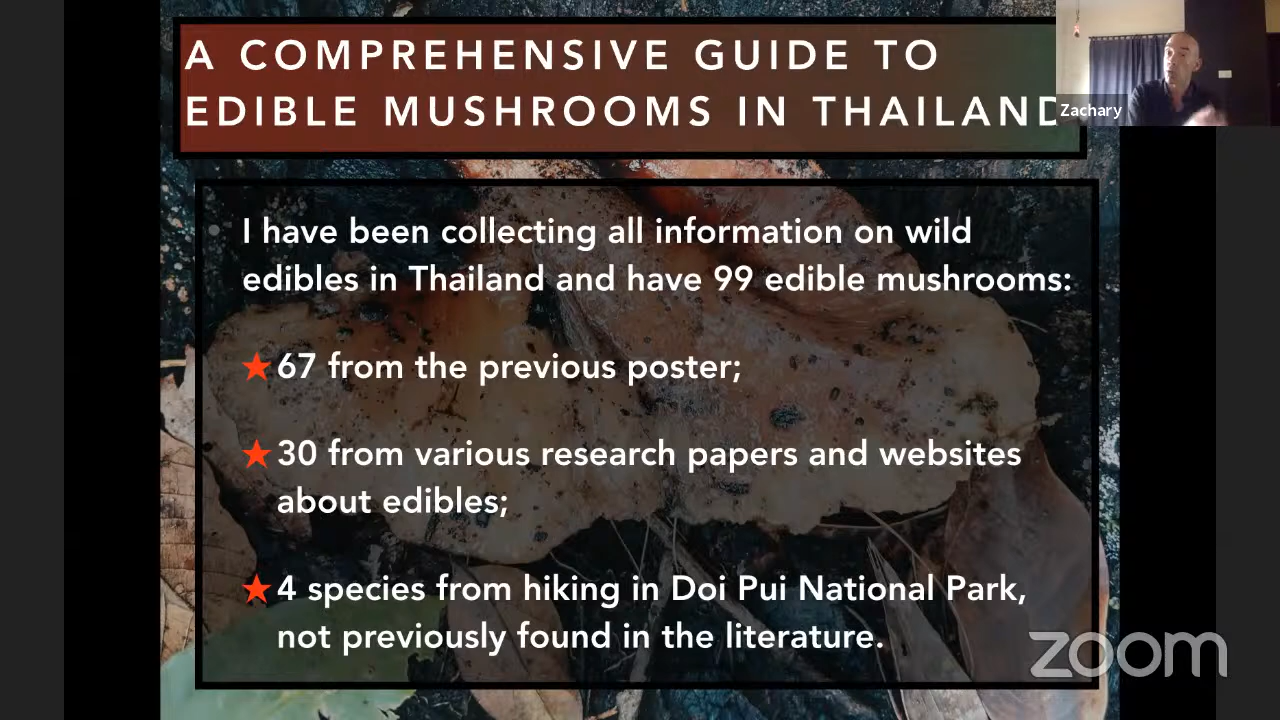 A COMPREHENSIVE GUIDE TO
EDIBLE MUSHROOMS IN THAILAND
Zachary
I have been collecting all information on wild
edibles in Thailand and have 99 edible mushrooms:
67 from the previous poster;
30 from various research papers and websites
about edibles;
4 species from hiking in Doi Pui National Park,
not previously found in the literature.
zoom